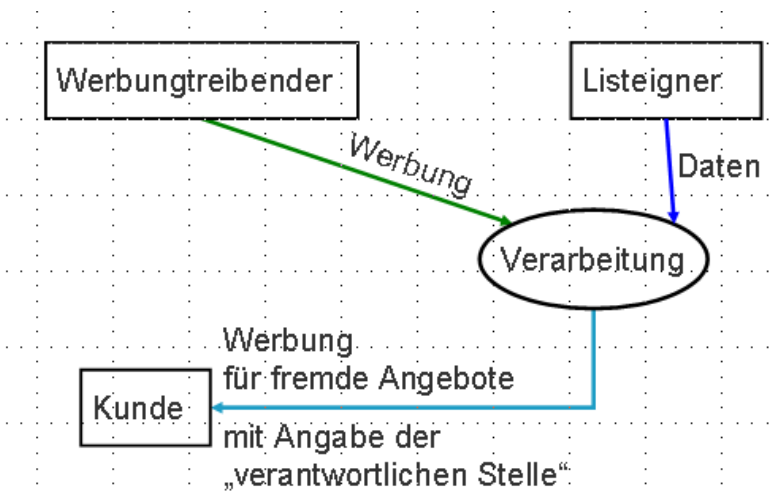 Werbungtreibender
Listeigner
Werbung
Daten
Verarbeitung
Werbung
für fremde Angebote
Kunde
mit Angabe der
„verantwortlichen Stelle“